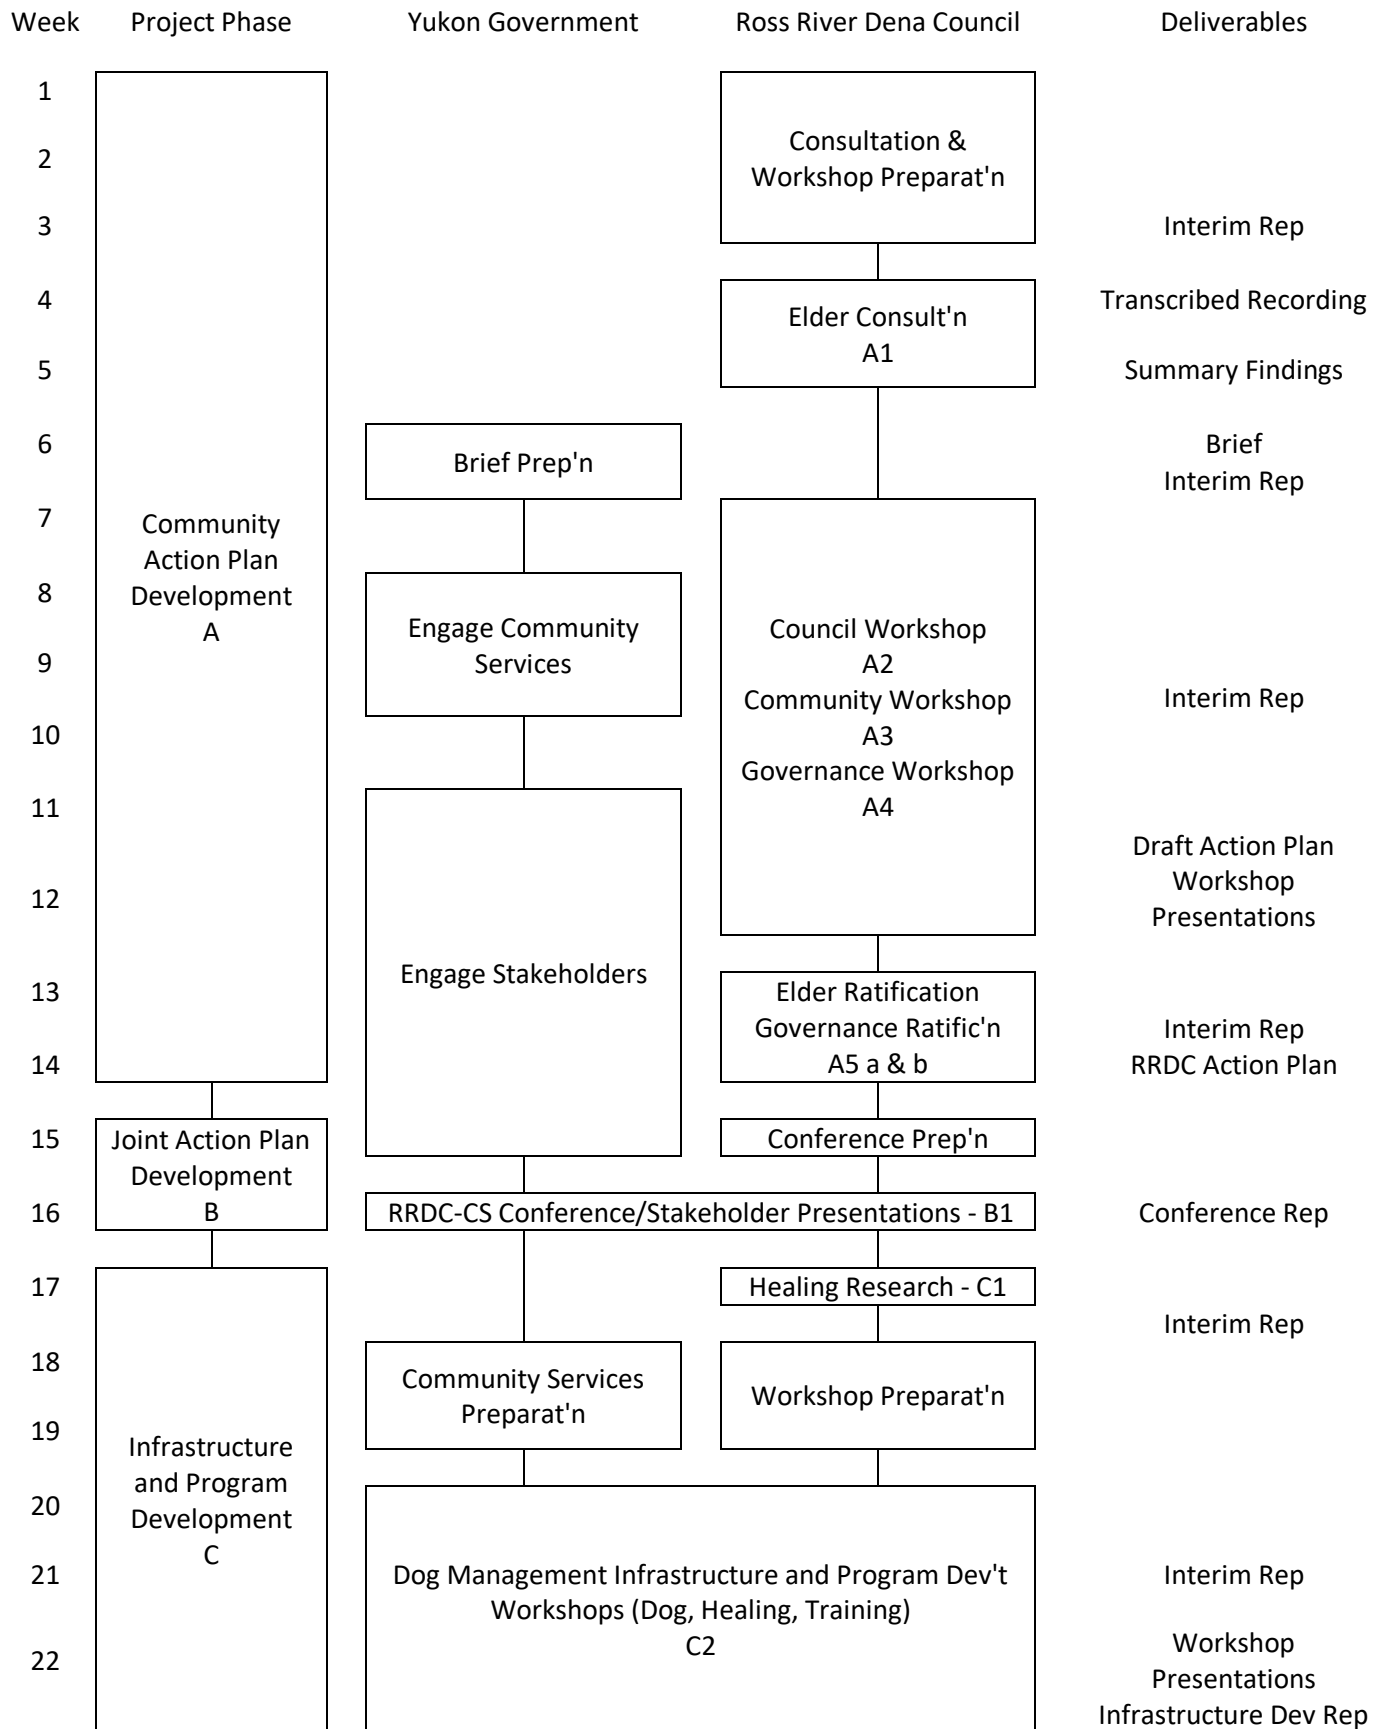 Week Project Phase Yukon Government Ross River Dena Council Deliverables
1
Consultation &
2
Workshop Preparat'n
3 Interim Rep
4 Transcribed Recording
Elder Consult'n
A1
5 Summary Findings
6 Brief
Brief Prep'n
Interim Rep
7
Community
Action Plan
Development
A
8
Engage Community
Services
Council Workshop
A2
Community Workshop
A3
Governance Workshop
A4
9
Interim Rep
10
11
Draft Action Plan
Workshop
Presentations
12
Engage Stakeholders
13 Elder Ratification
Governance Ratific'n Interim Rep
14 A5 a & b RRDC Action Plan
15 Joint Action Plan Conference Prep'n
Development
B
16 RRDC-CS Conference/Stakeholder Presentations - B1 Conference Rep
17 Healing Research - C1
Interim Rep
18
Community Services
Preparat'n
Workshop Preparat'n
19
Infrastructure
and Program
Development
C
20
21 Dog Management Infrastructure and Program Dev't Interim Rep
Workshops (Dog, Healing, Training)
C2
22 Workshop
Presentations
Infrastructure Dev Rep